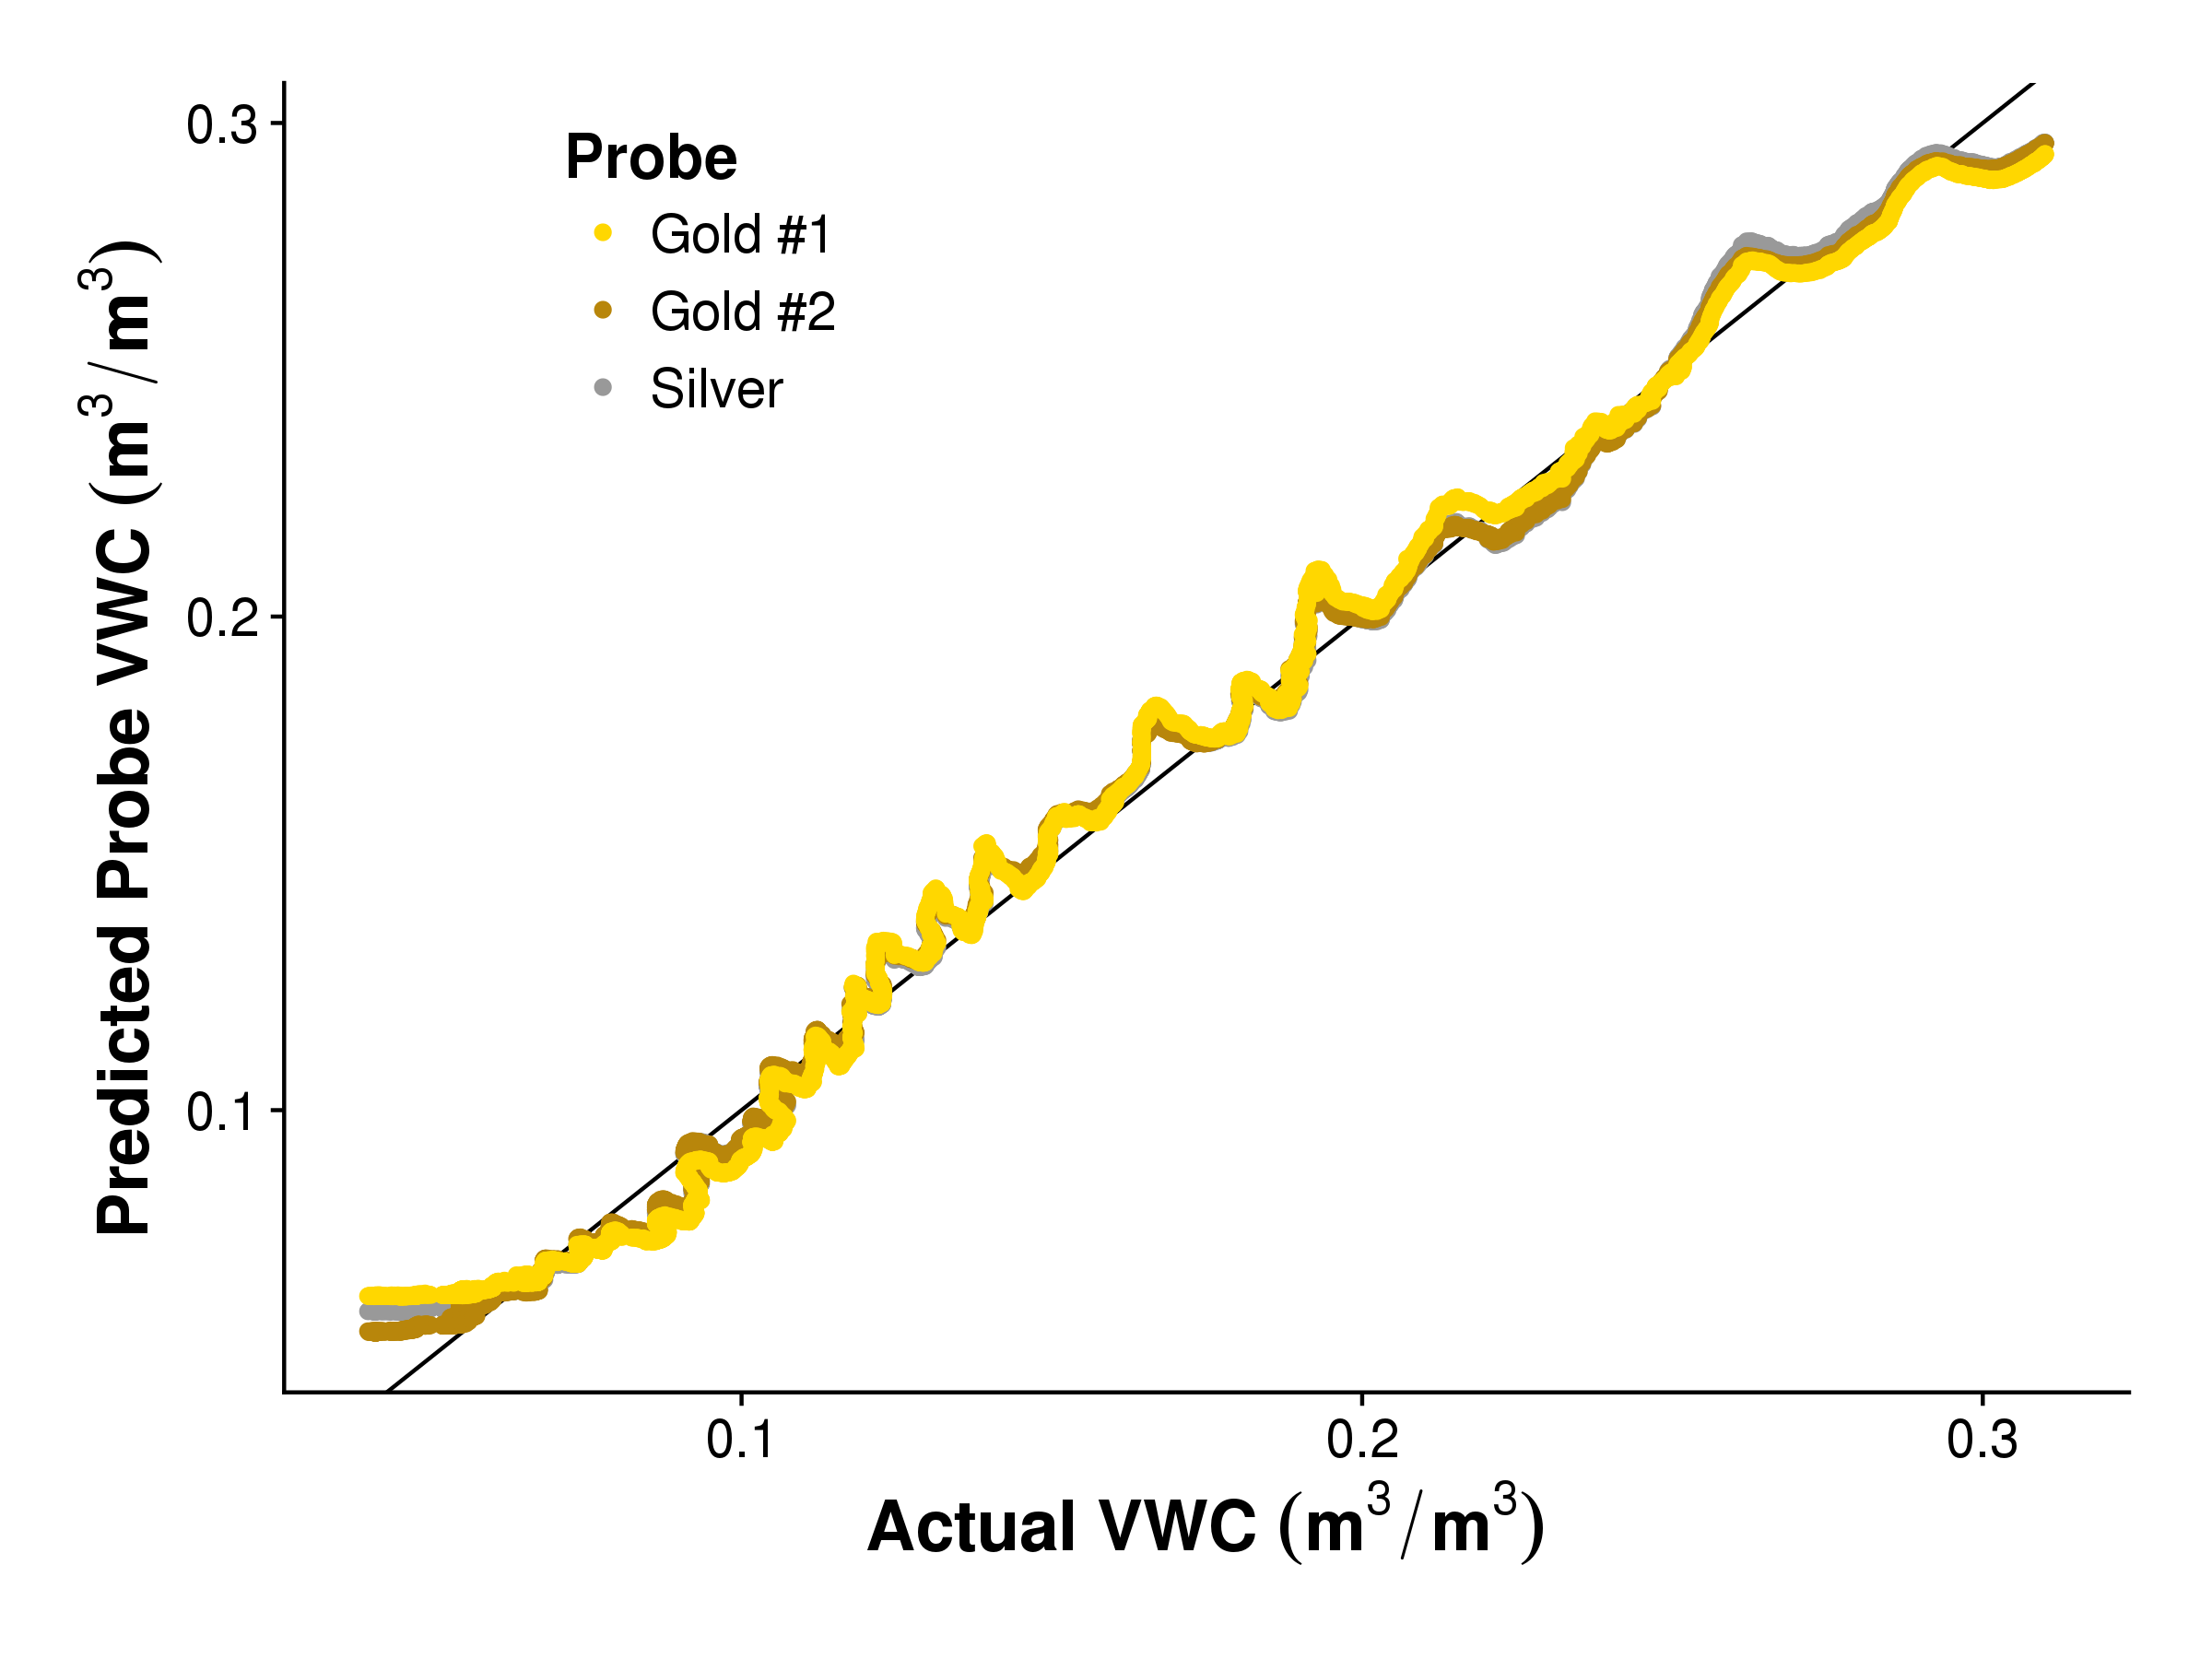 0.3
0.2
0.1
Predicted Probe VWC (m³/m³)
Probe
Gold #1
Gold #2
Silver
0.1
0.2
0.3
Actual VWC (m³/m³)